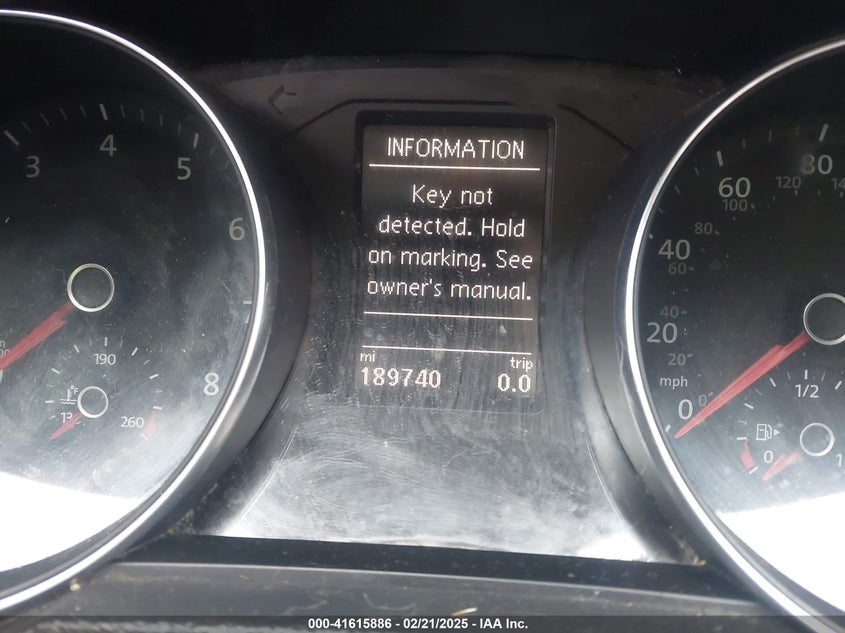 3
4
5
6
8
190
260
INFORMATION
Key not
detected. Hold
on marking. See
owner's manual.
mi
trip
189740
0.0
80
60
120
100
40
80
60
20
40
20
mph
0
0
1/2
0
1
000-41615886 - 02/21/2025 - IAA Inc.